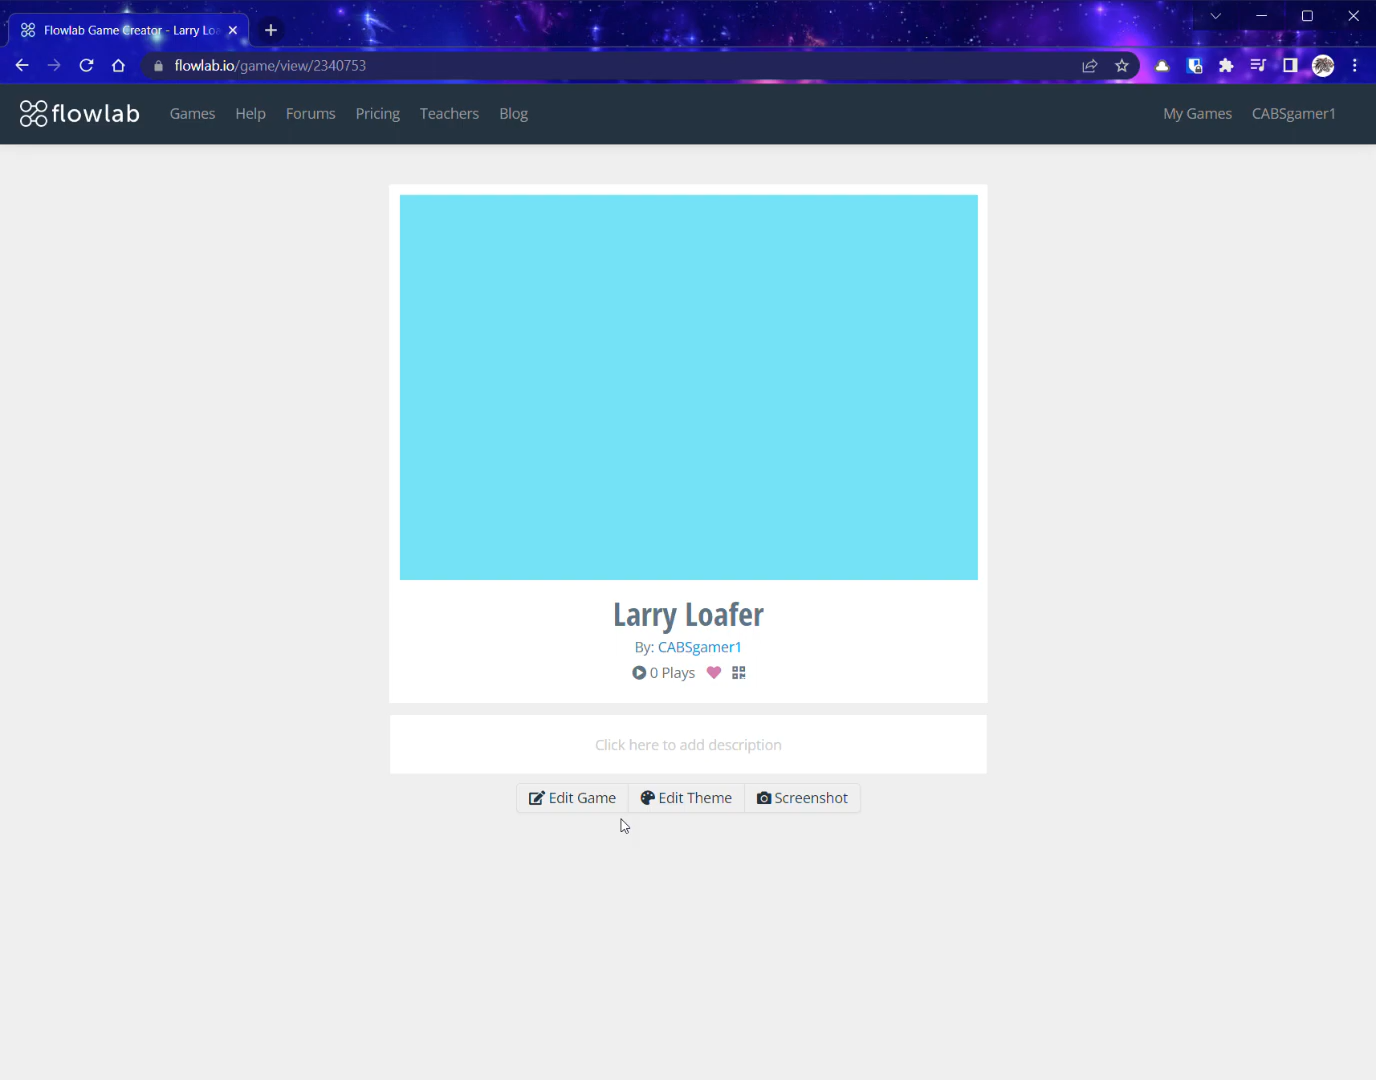 Flowlab Game Creator - Larry Loa
flowlab.io/game/view/2340753
flowlab Games Help Forums Pricing Teachers Blog My Games CABSgamer1
Larry Loafer
By: CABSgamer1
0 Plays
Click here to add description
Edit Game Edit Theme Screenshot